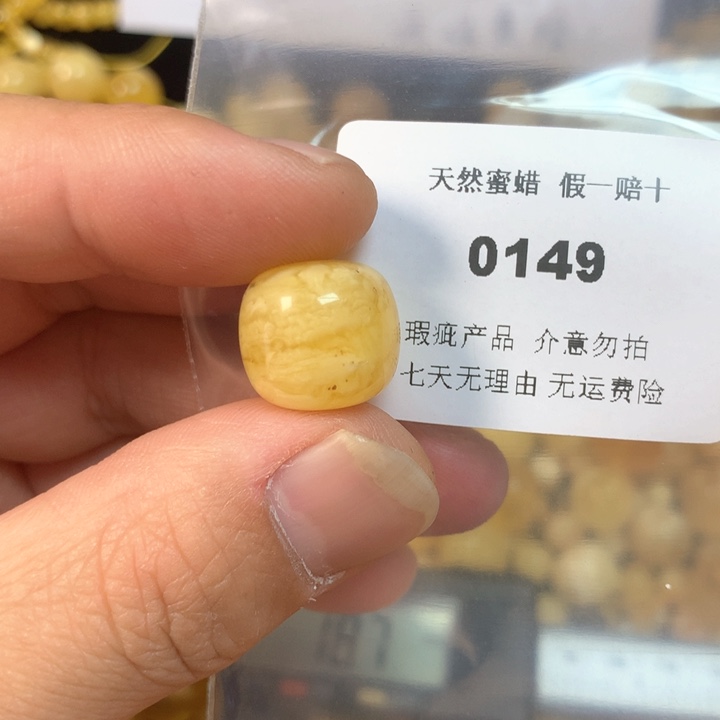 天然蜜蜡 假一赔十
0149
瑕疵产品 介意勿拍
七天无理由 无运费险